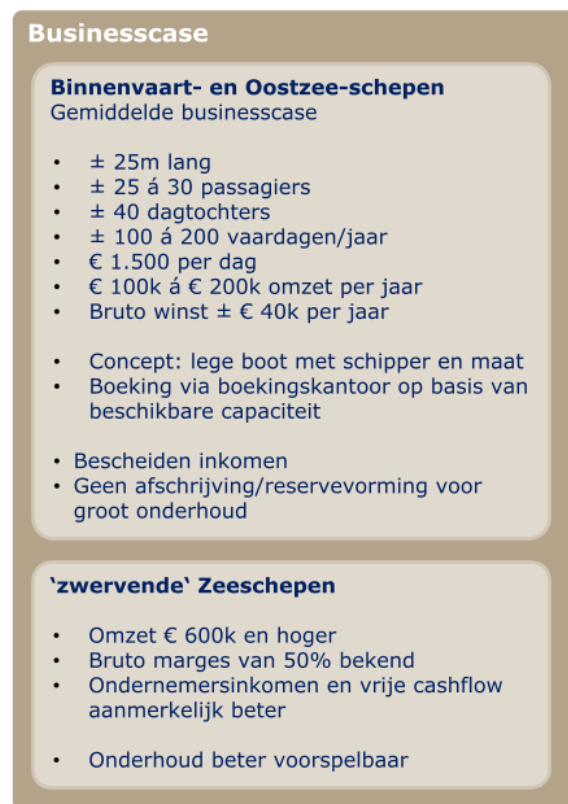 Businesscase
Binnenvaart- en Oostzee-schepen
Gemiddelde businesscase
• ± 25m lang
• ± 25 á 30 passagiers
• ± 40 dagtochters
• ± 100 á 200 vaardagen/jaar
• € 1.500 per dag
• € 100k á € 200k omzet per jaar
• Bruto winst ± € 40k per jaar
• Concept: lege boot met schipper en maat
• Boeking via boekingskantoor op basis van
beschikbare capaciteit
• Bescheiden inkomen
• Geen afschrijving/reservevorming voor
groot onderhoud
‘zwervende‘ Zeeschepen
• Omzet € 600k en hoger
• Bruto marges van 50% bekend
• Ondernemersinkomen en vrije cashflow
aanmerkelijk beter
• Onderhoud beter voorspelbaar